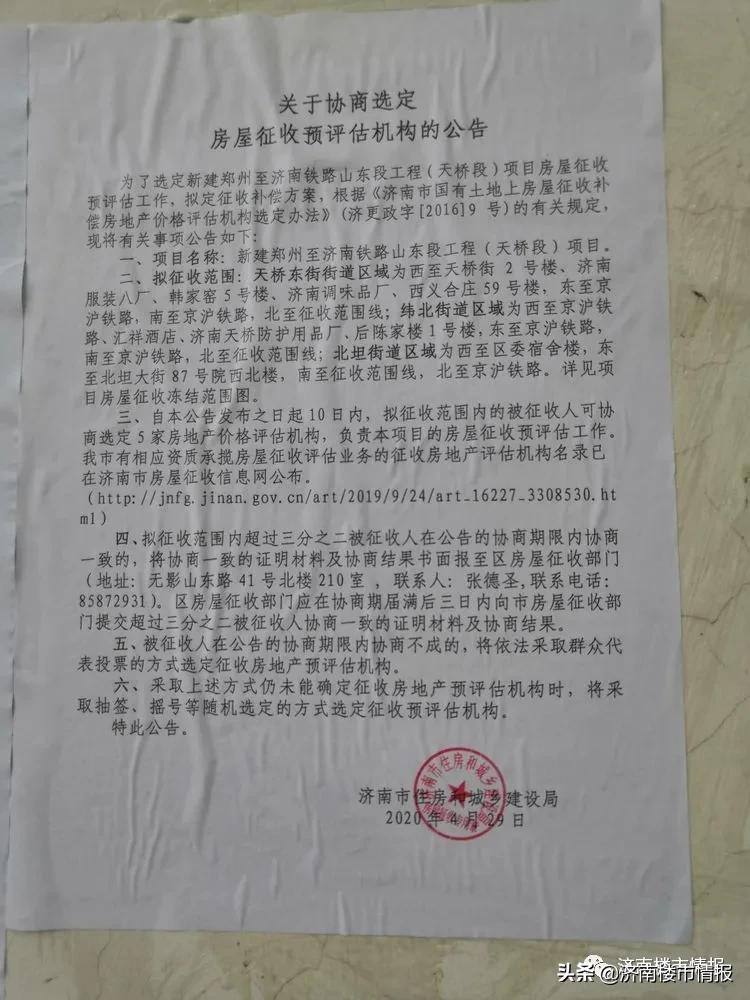 关于协商选定
房屋征收预评估机构的公告
为了选定新建郑州至济南铁路山东段工程（天桥段）项目房屋征收
预评估工作，拟定征收补偿方案，根据《济南市国有土地上房屋征收补
偿房地产价格评估机构选定办法》（济更政字[2016]9 号）的有关规定，
现将有关事项公告如下：
一、项目名称：新建郑州至济南铁路山东段工程（天桥段）项目。
二、拟征收范围：天桥东街街道区域为西至天桥街 2 号楼、济南
服装八厂、韩家窑 5 号楼、济南调味品厂、西义合庄 59 号楼，东至京
沪铁路，南至京沪铁路，北至征收范围线；纬北街道区域为西至京沪铁
路、汇祥酒店、济南天桥防护用品厂、后陈家楼 1 号楼，东至京沪铁路，
南至京沪铁路，北至征收范围线；北坦街道区域为西至区委宿舍楼，东
至北坦大街 87 号院西北楼，南至征收范围线，北至京沪铁路。详见项
目房屋征收冻结范围图。
三、自本公告发布之日起 10 日内，拟征收范围内的被征收人可协
商选定 5 家房地产价格评估机构，负责本项目的房屋征收预评估工作。
我市有相应资质承揽房屋征收评估业务的征收房地产评估机构名录已
在济南市房屋征收信息网公布。
（http://jnfg.jinan.gov.cn/art/2019/9/24/art_16227_3308530.ht
ml）
四、拟征收范围内超过三分之二被征收人在公告的协商期限内协商
一致的，将协商一致的证明材料及协商结果书面报至区房屋征收部门
（地址：无影山东路 41 号北楼 210 室 ，联系人：张德圣,联系电话：
85872931）。区房屋征收部门应在协商期届满后三日内向市房屋征收部
门提交超过三分之二被征收人协商一致的证明材料及协商结果。
五、被征收人在公告的协商期限内协商不成的，将依法采取群众代
表投票的方式选定征收房地产预评估机构。
六、采取上述方式仍未能确定征收房地产预评估机构时，将采
取抽签、摇号等随机选定的方式选定征收预评估机构。
特此公告。
济南市住房和城乡建设局
2020 年 4 月 29 日
济南楼市情报
头条 @济南楼市情报